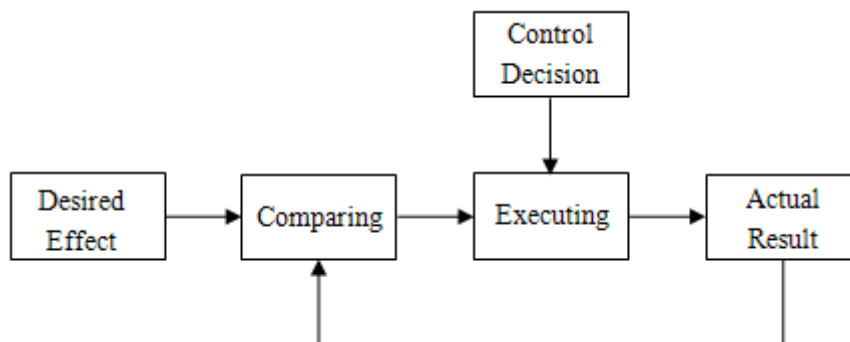 Control
Decision
Desired
Effect
Comparing
Executing
Actual
Result